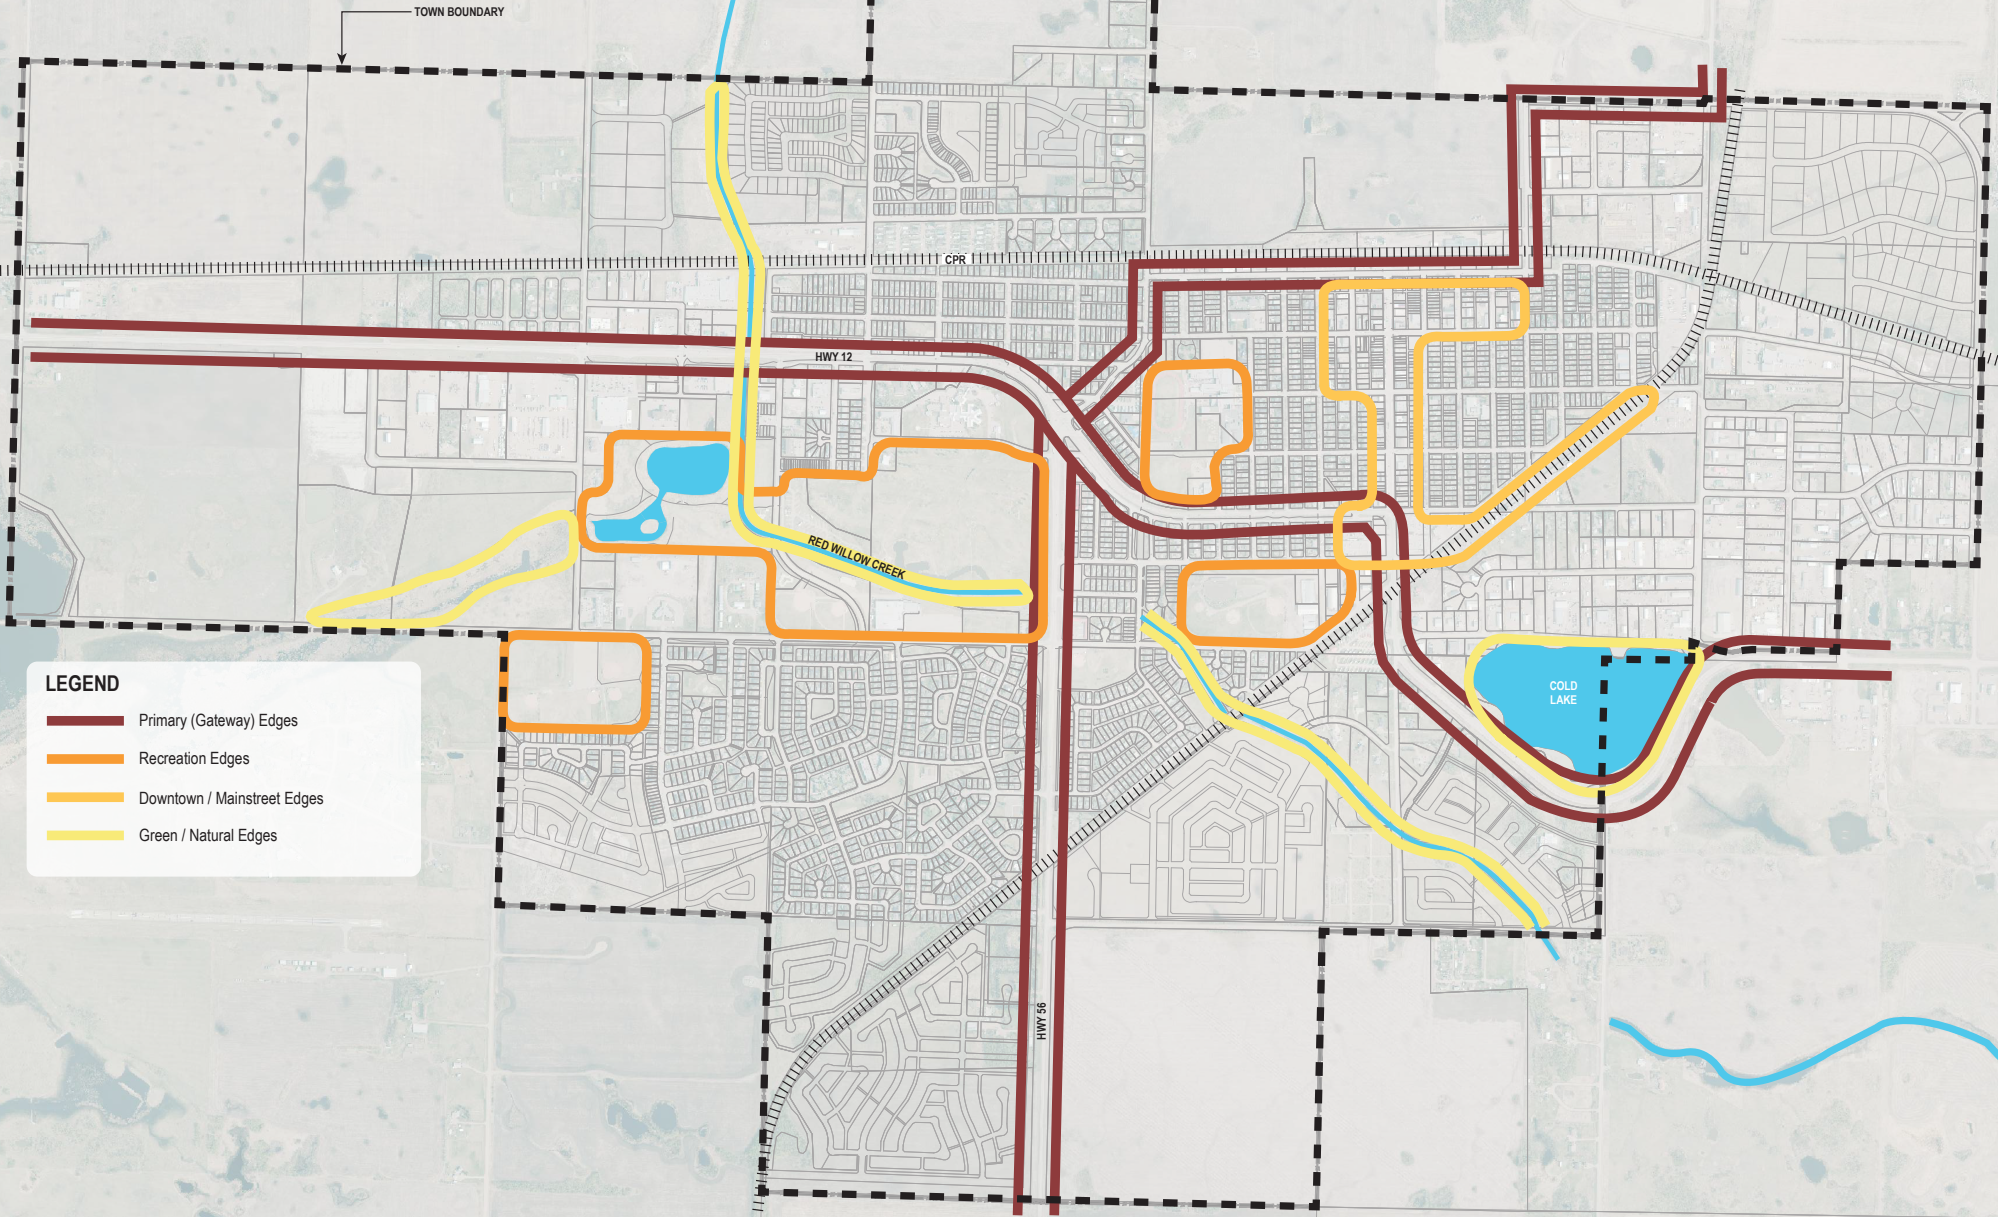 TOWN BOUNDARY
CPR
HWY 12
RED WILLOW CREEK
COLD
LAKE
LEGEND
Primary (Gateway) Edges
Recreation Edges
Downtown / Mainstreet Edges
Green / Natural Edges
HWY 56